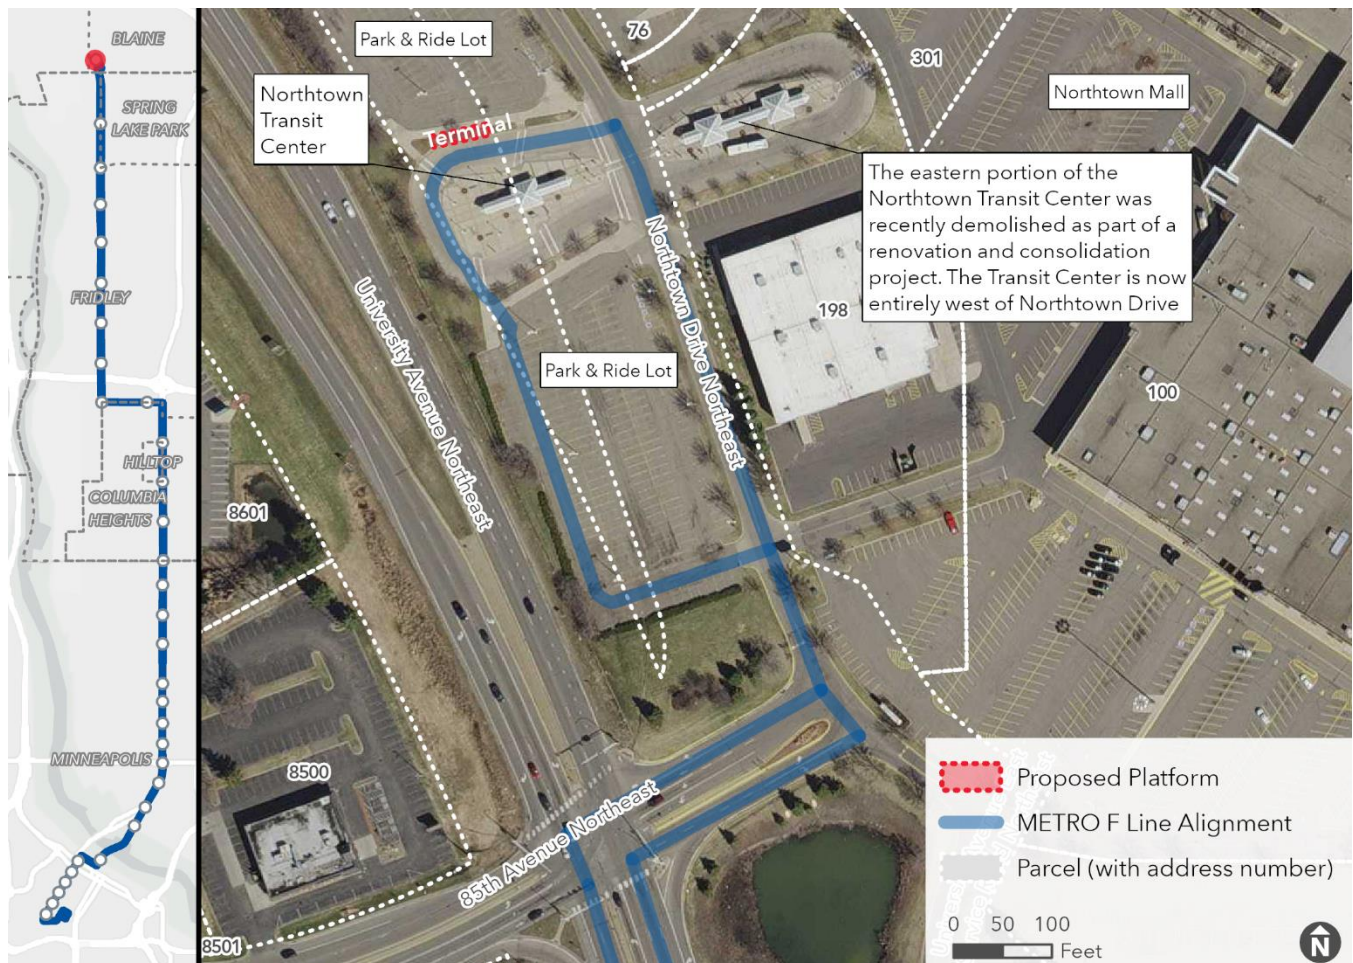 BLAINE
SPRING
LAKE PARK
FRIDLEY
HILLTOP
COLUMBIA
HEIGHTS
MINNEAPOLIS
Park & Ride Lot
76
301
Northtown Mall
Northtown
Transit
Center
Terminal
The eastern portion of the
Northtown Transit Center was
recently demolished as part of a
renovation and consolidation
project. The Transit Center is now
entirely west of Northtown Drive
University Avenue Northeast
Northtown Drive Northeast
198
Park & Ride Lot
100
8601
8500
85th Avenue Northeast
8501
Proposed Platform
METRO F Line Alignment
Parcel (with address number)
0 50 100
Feet
N